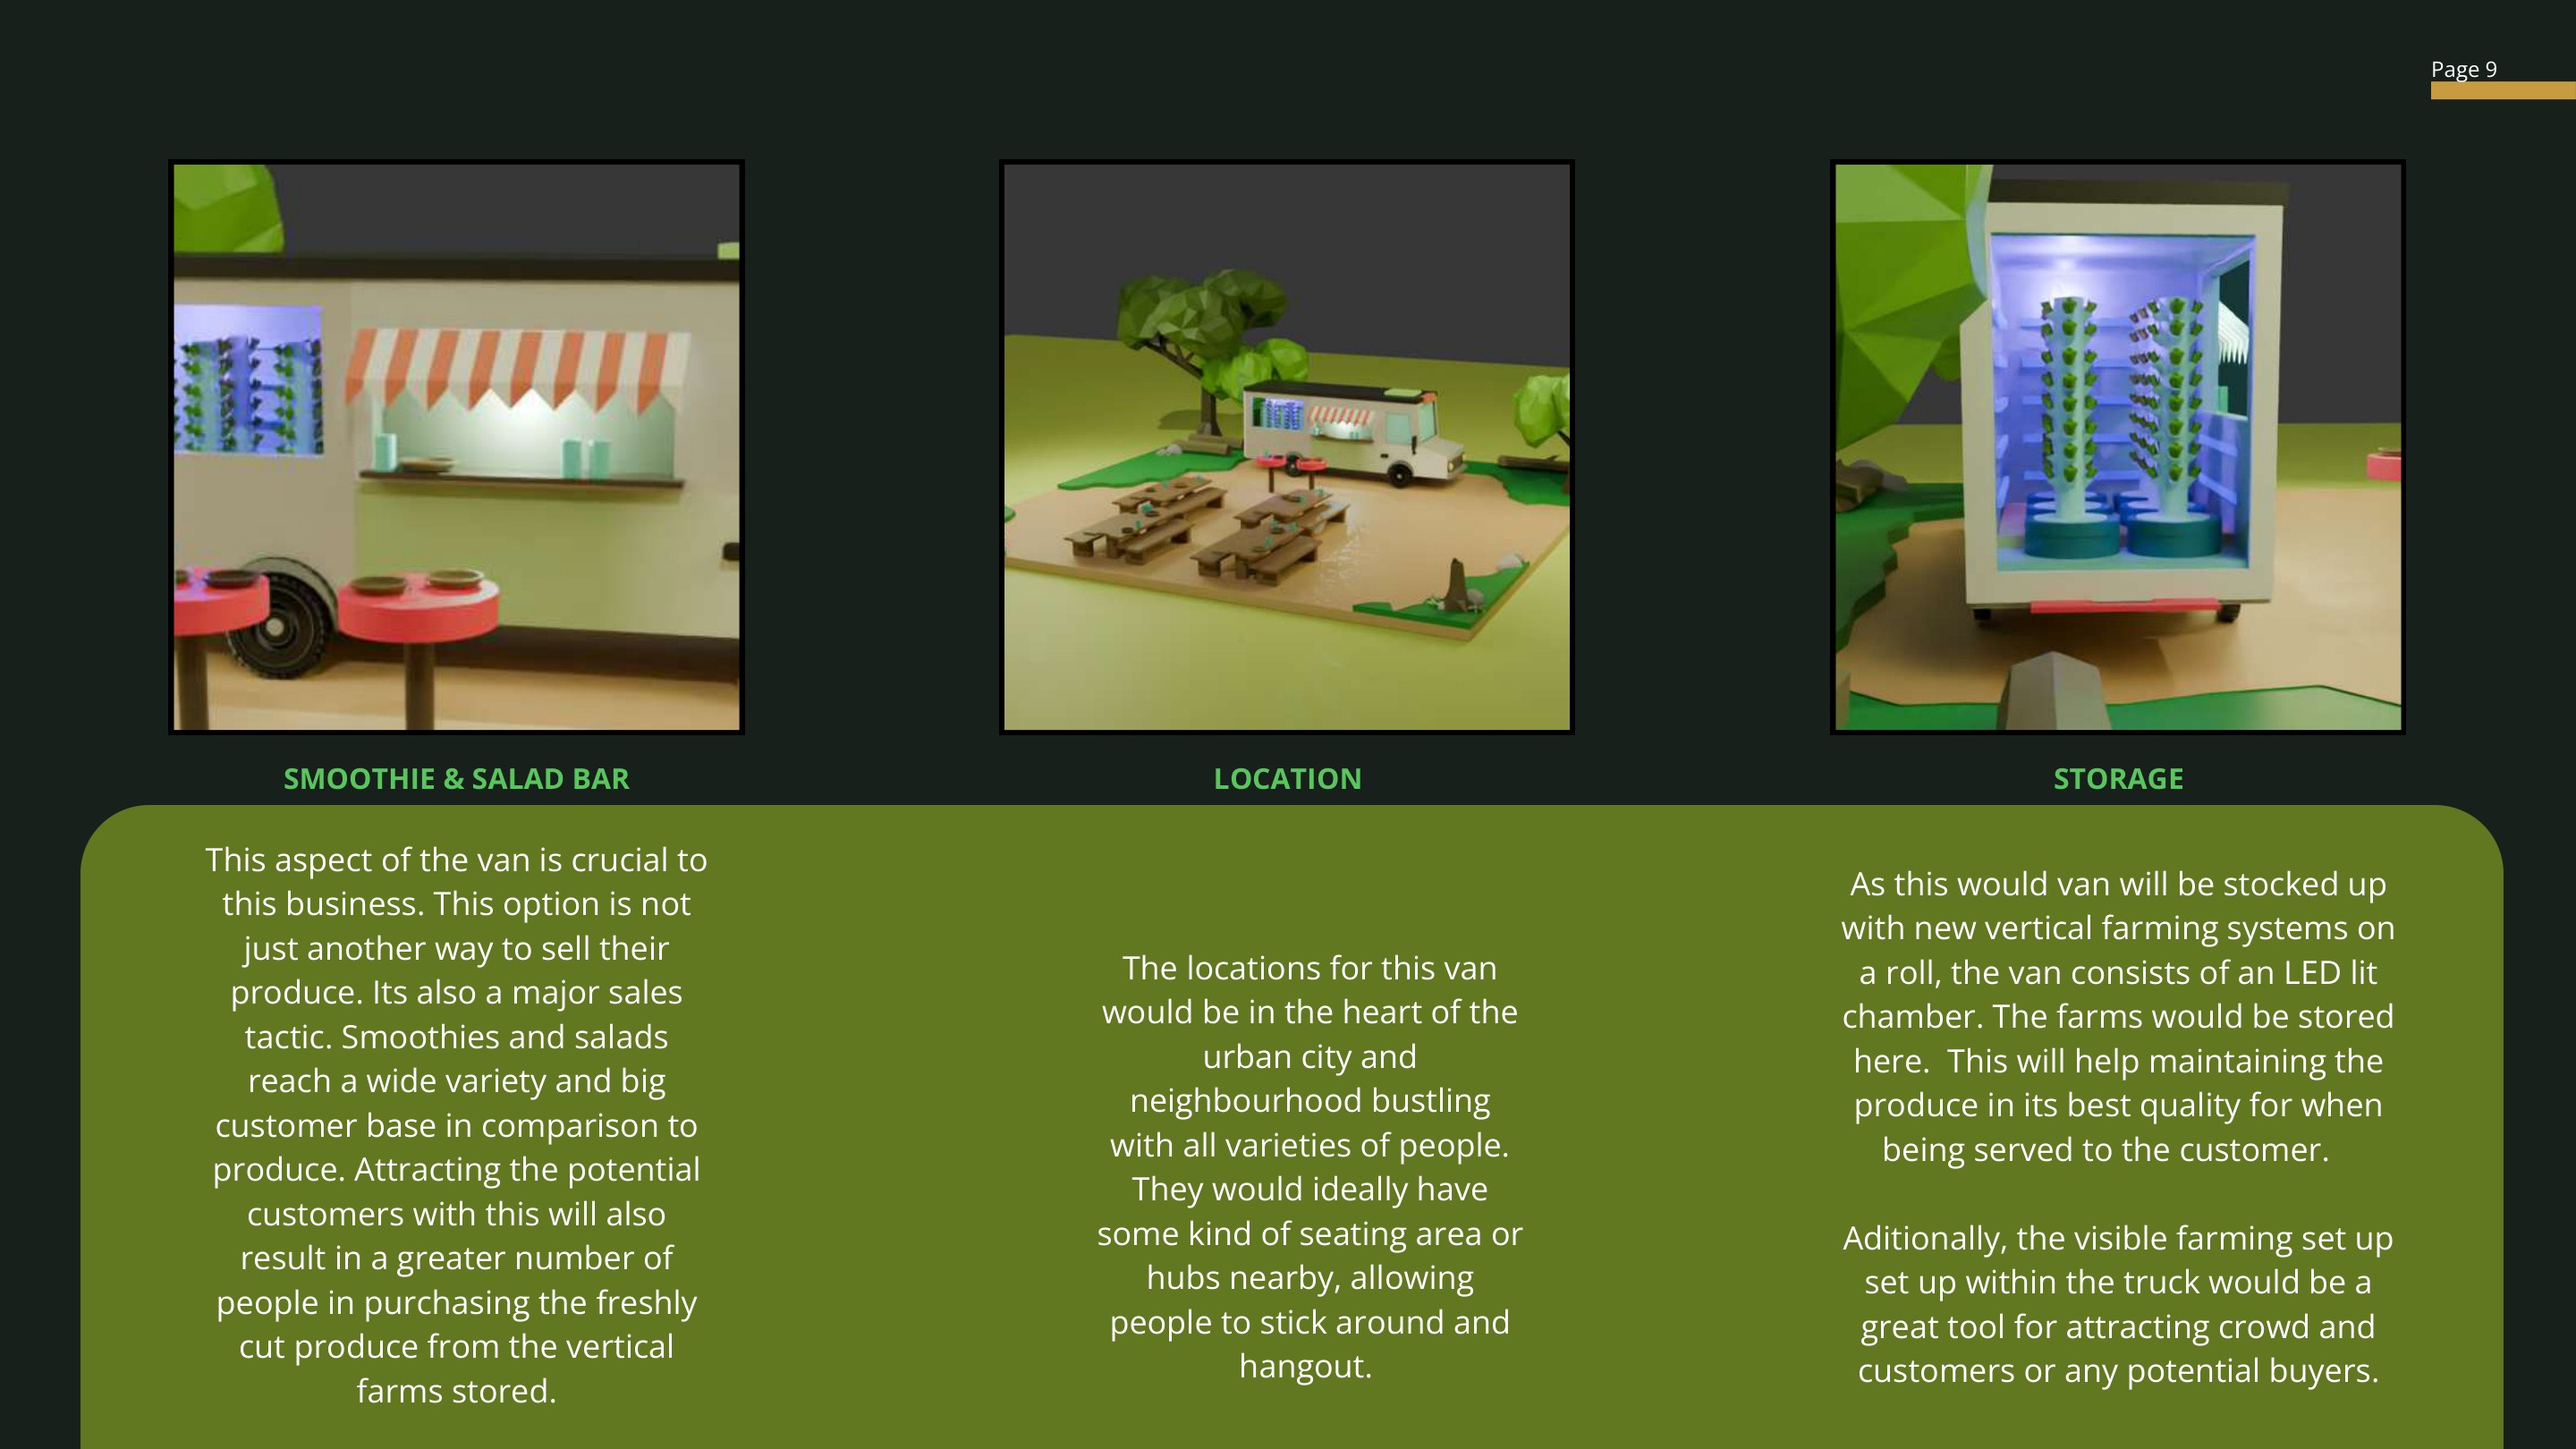 Page 9
SMOOTHIE & SALAD BAR
This aspect of the van is crucial to
this business. This option is not
just another way to sell their
produce. Its also a major sales
tactic. Smoothies and salads
reach a wide variety and big
customer base in comparison to
produce. Attracting the potential
customers with this will also
result in a greater number of
people in purchasing the freshly
cut produce from the vertical
farms stored.
LOCATION
The locations for this van
would be in the heart of the
urban city and
neighbourhood bustling
with all varieties of people.
They would ideally have
some kind of seating area or
hubs nearby, allowing
people to stick around and
hangout.
STORAGE
As this would van will be stocked up
with new vertical farming systems on
a roll, the van consists of an LED lit
chamber. The farms would be stored
here.  This will help maintaining the
produce in its best quality for when
being served to the customer.
Aditionally, the visible farming set up
set up within the truck would be a
great tool for attracting crowd and
customers or any potential buyers.